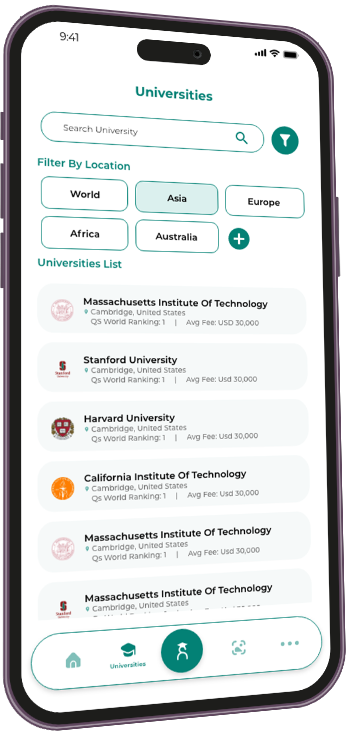 9:41
Universities
Search University
Filter By Location
World
Asia
Europe
Africa
Australia
Universities List
Massachusetts Institute Of Technology
Cambridge, United States
QS World Ranking: 1 | Avg Fee: USD 30,000
Stanford University
Cambridge, United States
Qs World Ranking: 1 | Avg Fee: Usd 30,000
Harvard University
Cambridge, United States
Qs World Ranking: 1 | Avg Fee: Usd 30,000
California Institute Of Technology
Cambridge, United States
Qs World Ranking: 1 | Avg Fee: Usd 30,000
Massachusetts Institute Of Technology
Cambridge, United States
Qs World Ranking: 1 | Avg Fee: Usd 30,000
Massachusetts Institute Of Technology
Cambridge, United States
Universities